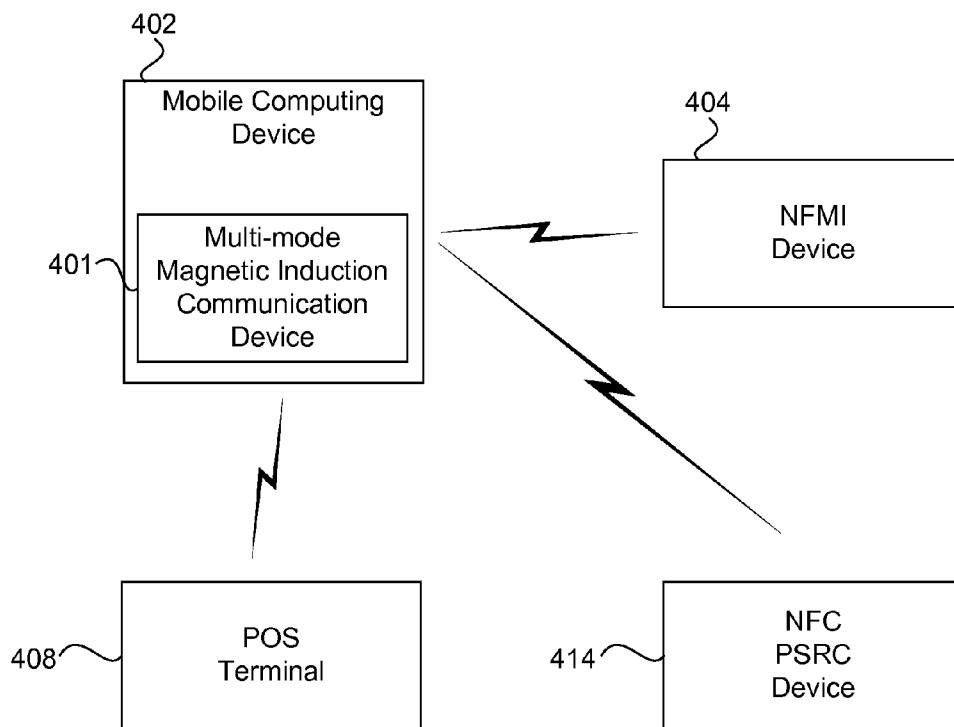 402
Mobile Computing
Device
404
NFMI
Device
401
Multi-mode
Magnetic Induction
Communication
Device
408
POS
Terminal
414
NFC
PSRC
Device